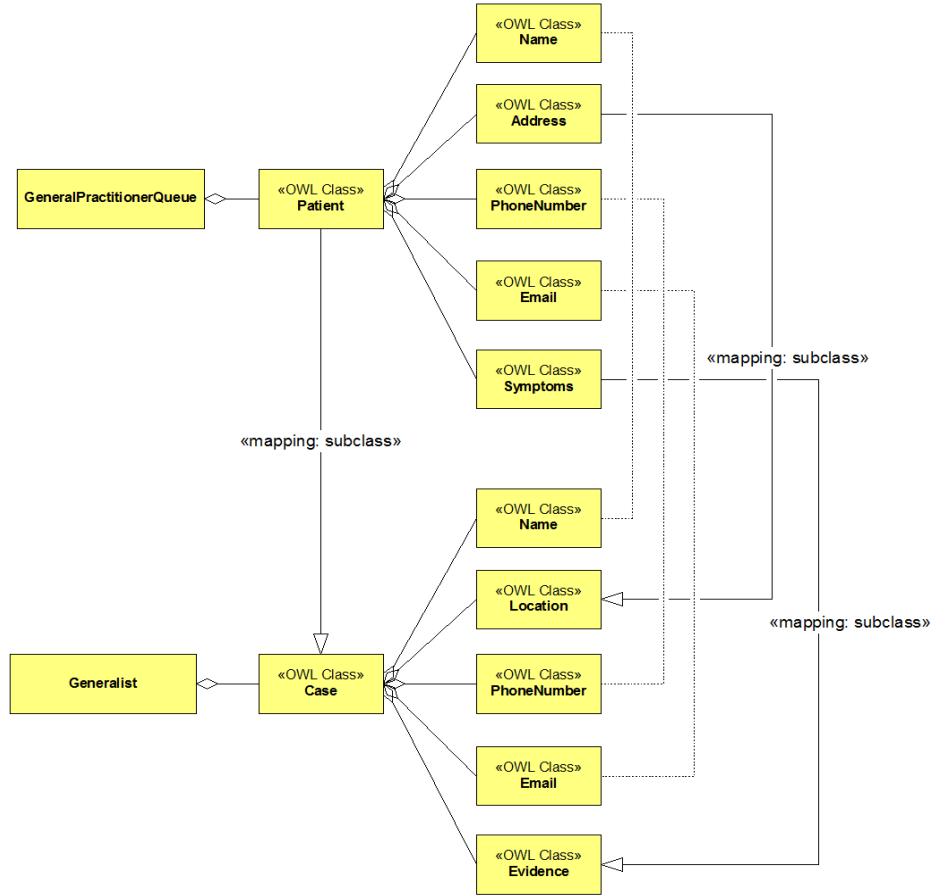 «OWL Class»
Name
«OWL Class»
Address
GeneralPractitionerQueue
«OWL Class»
Patient
«OWL Class»
PhoneNumber
«OWL Class»
Email
«mapping: subclass»
«OWL Class»
Symptoms
«mapping: subclass»
«OWL Class»
Name
«OWL Class»
Location
«mapping: subclass»
Generalist
«OWL Class»
Case
«OWL Class»
PhoneNumber
«OWL Class»
Email
«OWL Class»
Evidence